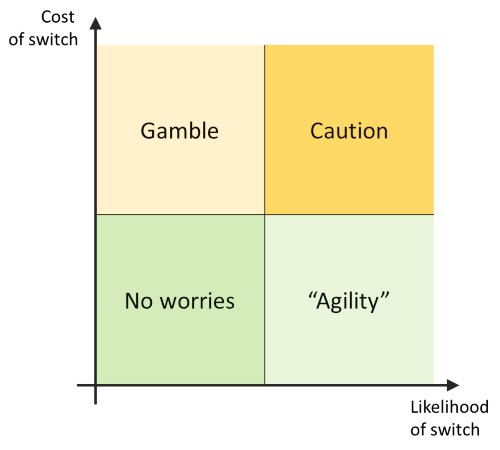 Cost
of switch
Gamble
Caution
No worries
“Agility”
Likelihood
of switch